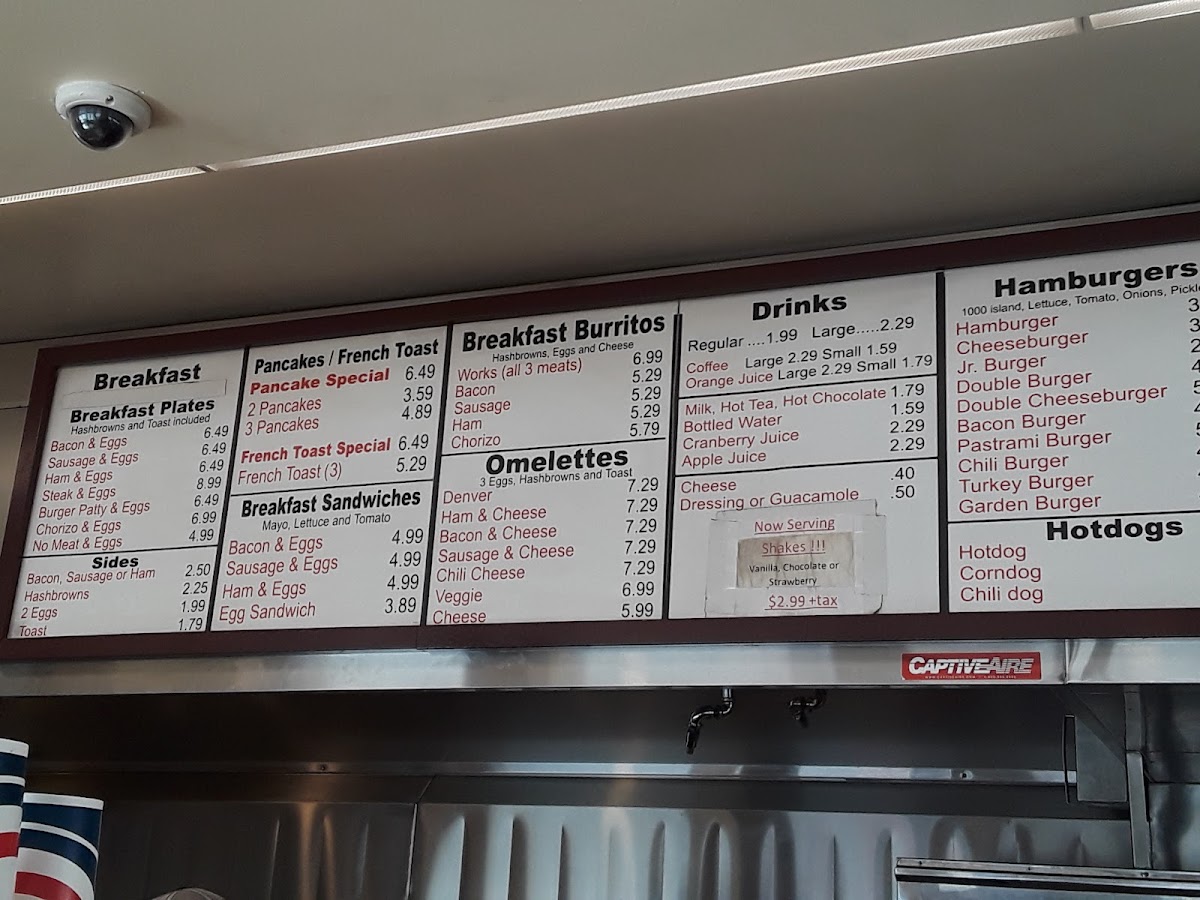 Breakfast
Breakfast Plates
Hashbrowns and Toast included
Bacon & Eggs 6.49
Sausage & Eggs 6.49
Ham & Eggs 6.49
Steak & Eggs 8.99
Burger Patty & Eggs 6.49
Chorizo & Eggs 6.99
No Meat & Eggs 4.99
Sides
Bacon, Sausage or Ham 2.50
Hashbrowns 2.25
2 Eggs 1.99
Toast 1.79
Pancakes / French Toast
Pancake Special 6.49
2 Pancakes 3.59
3 Pancakes 4.89
French Toast Special 6.49
French Toast (3) 5.29
Breakfast Sandwiches
Mayo, Lettuce and Tomato
Bacon & Eggs 4.99
Sausage & Eggs 4.99
Ham & Eggs 4.99
Egg Sandwich 3.89
Breakfast Burritos
Hashbrowns, Eggs and Cheese
Works (all 3 meats) 6.99
Bacon 5.29
Sausage 5.29
Ham 5.29
Chorizo 5.79
Omelettes
3 Eggs, Hashbrowns and Toast
Denver 7.29
Ham & Cheese 7.29
Bacon & Cheese 7.29
Sausage & Cheese 7.29
Chili Cheese 7.29
Veggie 6.99
Cheese 5.99
Drinks
Regular ....1.99 Large.....2.29
Coffee Large 2.29 Small 1.59
Orange Juice Large 2.29 Small 1.79
Milk, Hot Tea, Hot Chocolate 1.79
Bottled Water 1.59
Cranberry Juice 2.29
Apple Juice 2.29
Cheese .40
Dressing or Guacamole .50
Now Serving
Shakes !!!
Vanilla, Chocolate or
Strawberry
$2.99 +tax
Hamburgers
1000 island, Lettuce, Tomato, Onions, Pickle
Hamburger
Cheeseburger
Jr. Burger
Double Burger
Double Cheeseburger
Bacon Burger
Pastrami Burger
Chili Burger
Turkey Burger
Garden Burger
Hotdogs
Hotdog
Corndog
Chili dog
CAPTIVEAIRE